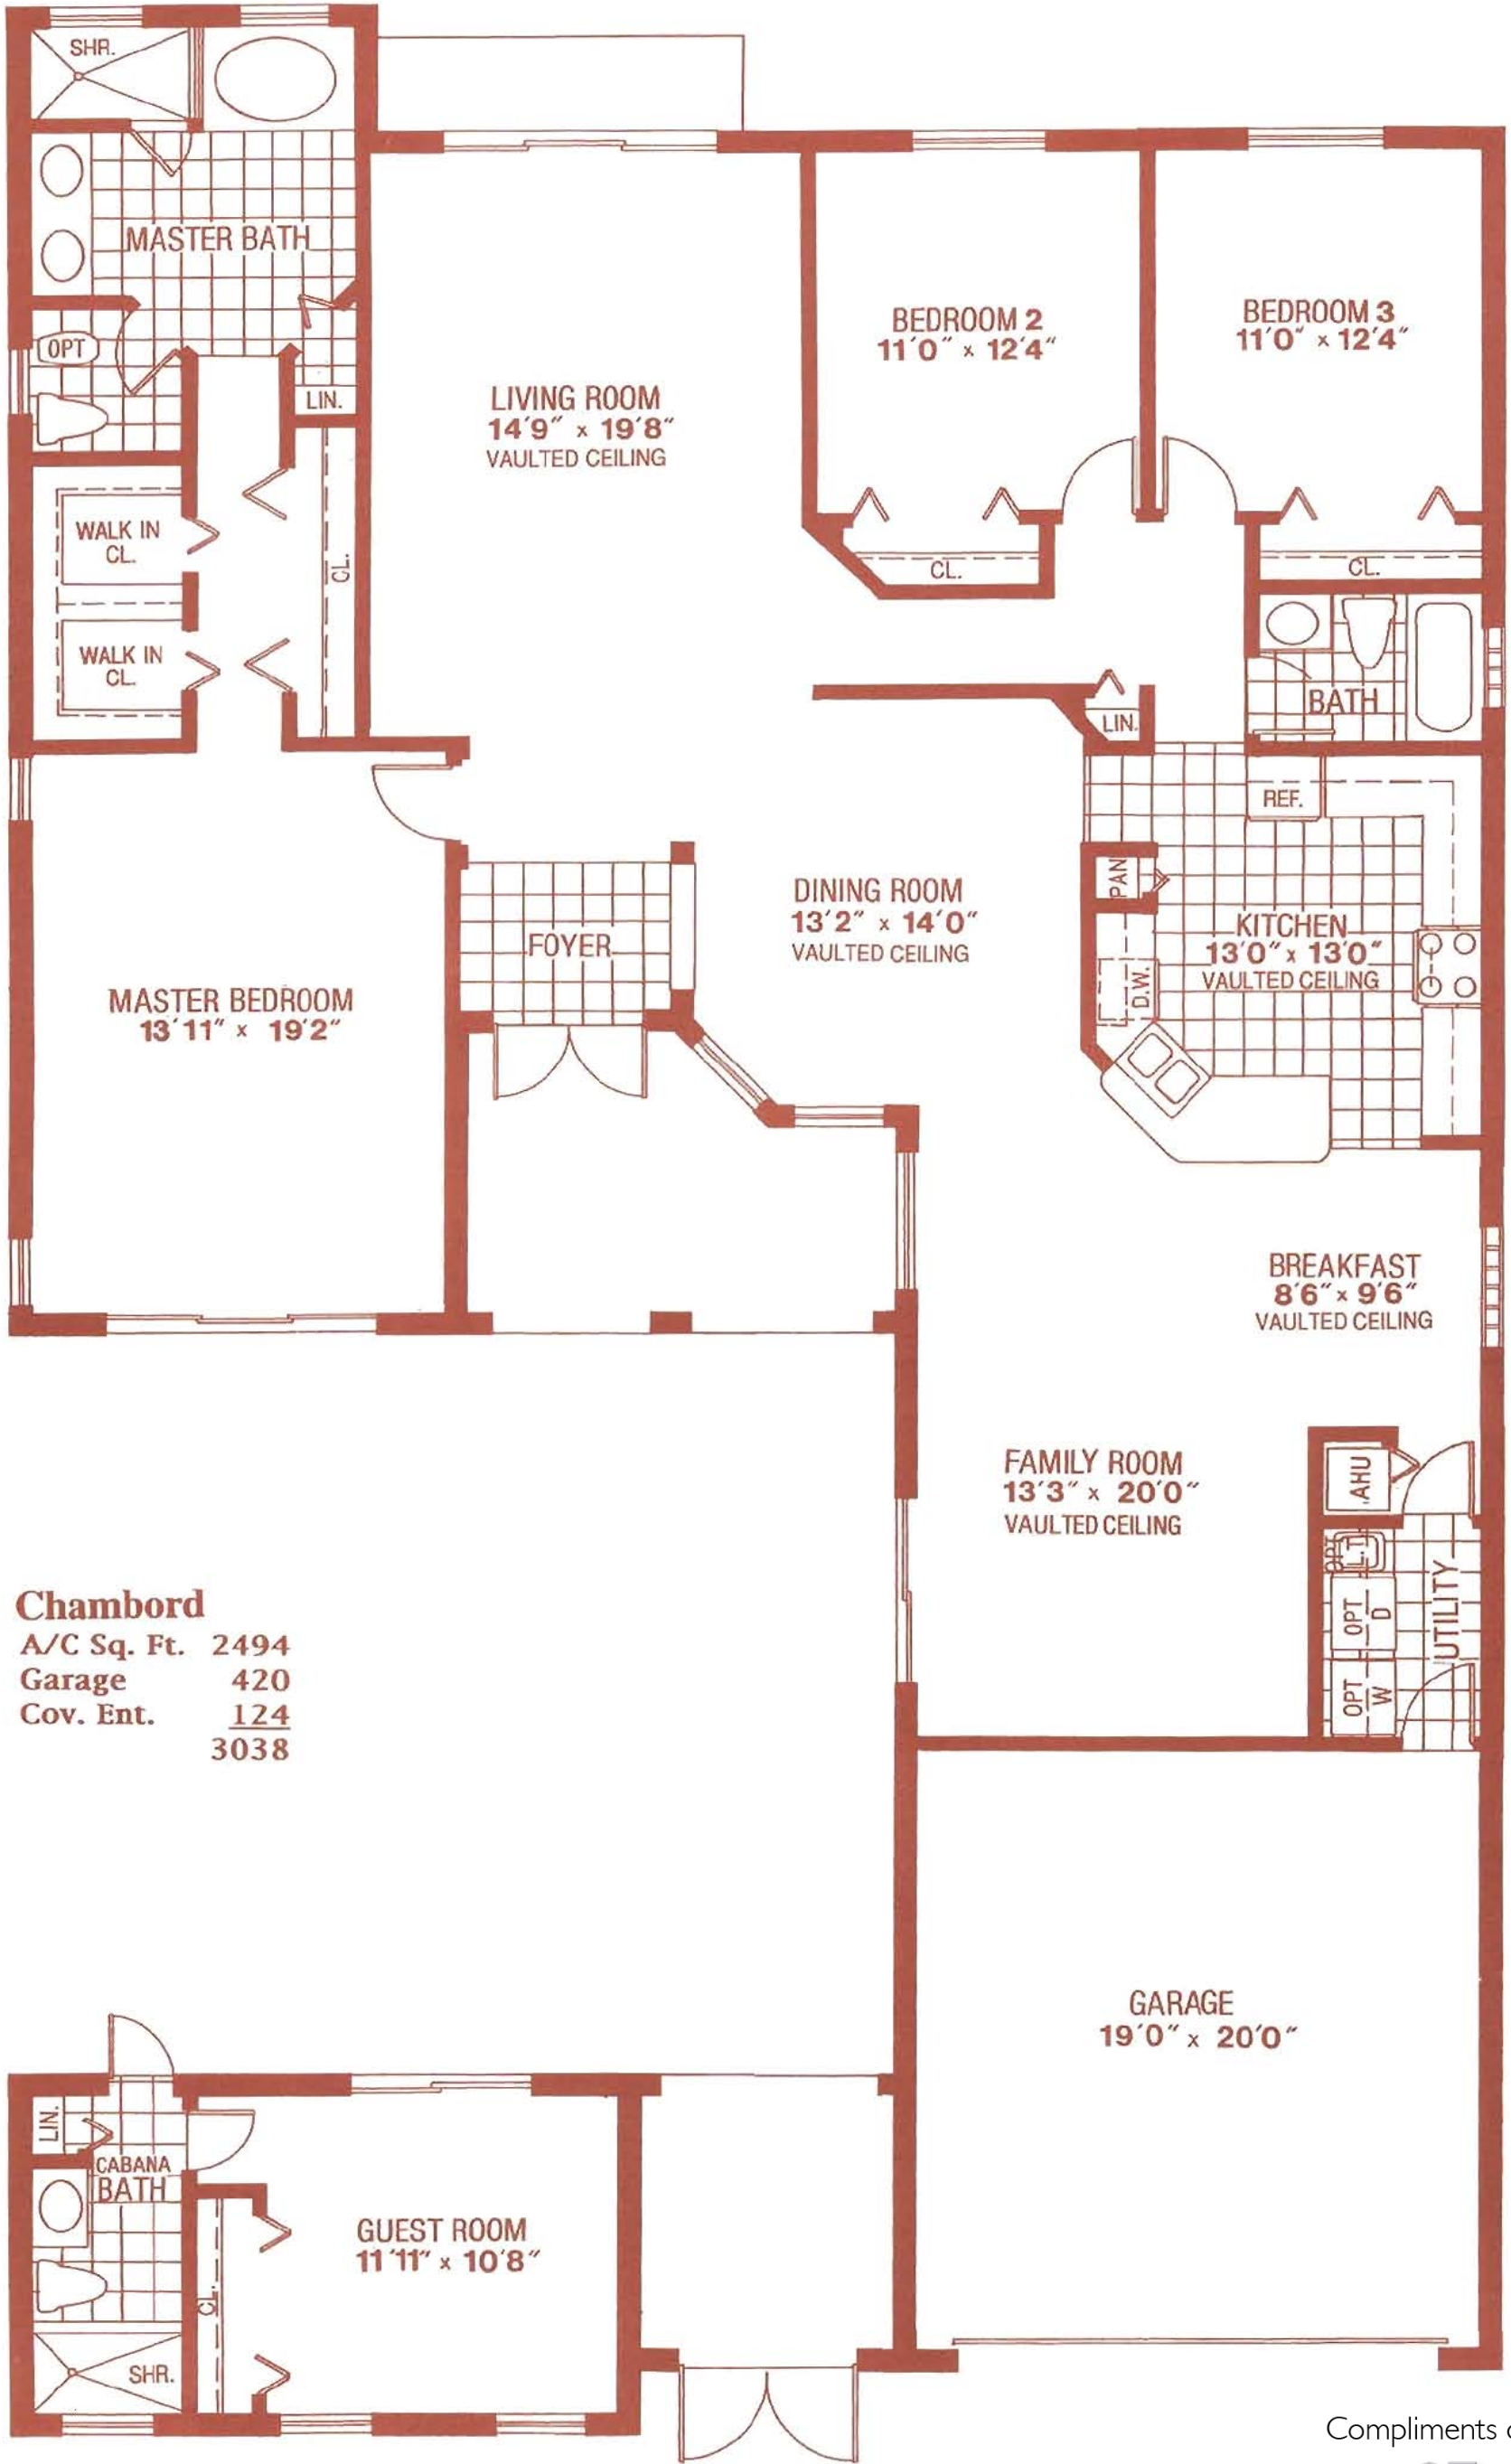 SHR.
MASTER BATH
OPT
LIN.
WALK IN
CL.
WALK IN
CL.
CL.
LIVING ROOM
14'9" x 19'8"
VAULTED CEILING
BEDROOM 2
11'0" x 12'4"
CL.
BEDROOM 3
11'0" x 12'4"
CL.
BATH
LIN.
REF.
PAN
D.W.
KITCHEN
13'0" x 13'0"
VAULTED CEILING
DINING ROOM
13'2" x 14'0"
VAULTED CEILING
FOYER
MASTER BEDROOM
13'11" x 19'2"
BREAKFAST
8'6" x 9'6"
VAULTED CEILING
FAMILY ROOM
13'3" x 20'0"
VAULTED CEILING
AHU
OPT
L.T.
OPT
D
OPT
W
UTILITY
Chambord
A/C Sq. Ft. 2494
Garage 420
Cov. Ent. 124
3038
GARAGE
19'0" x 20'0"
LIN.
CABANA
BATH
SHR.
CL.
GUEST ROOM
11'11" x 10'8"
Compliments